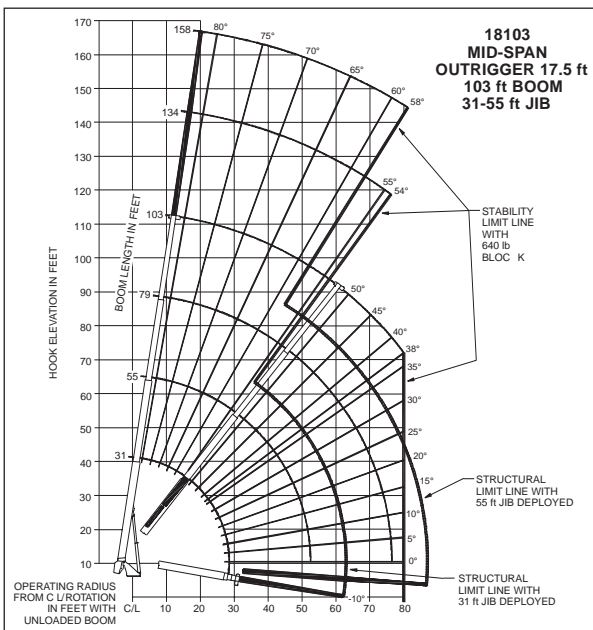 18103
MID-SPAN
OUTRIGGER 17.5 ft
103 ft BOOM
31-55 ft JIB
170
160
150
140
130
120
110
100
90
80
70
60
50
40
30
20
10
HOOK ELEVATION IN FEET
BOOM LENGTH IN FEET
158
134
103
79
55
31
80°
75°
70°
65°
60°
58°
55°
54°
50°
45°
40°
38°
35°
30°
25°
20°
15°
10°
5°
0°
-10°
STABILITY
LIMIT LINE
WITH
640 lb
BLOC K
STRUCTURAL
LIMIT LINE WITH
55 ft JIB DEPLOYED
STRUCTURAL
LIMIT LINE WITH
31 ft JIB DEPLOYED
OPERATING RADIUS
FROM C L/ROTATION
IN FEET WITH
UNLOADED BOOM
C/L 10 20 30 40 50 60 70 80